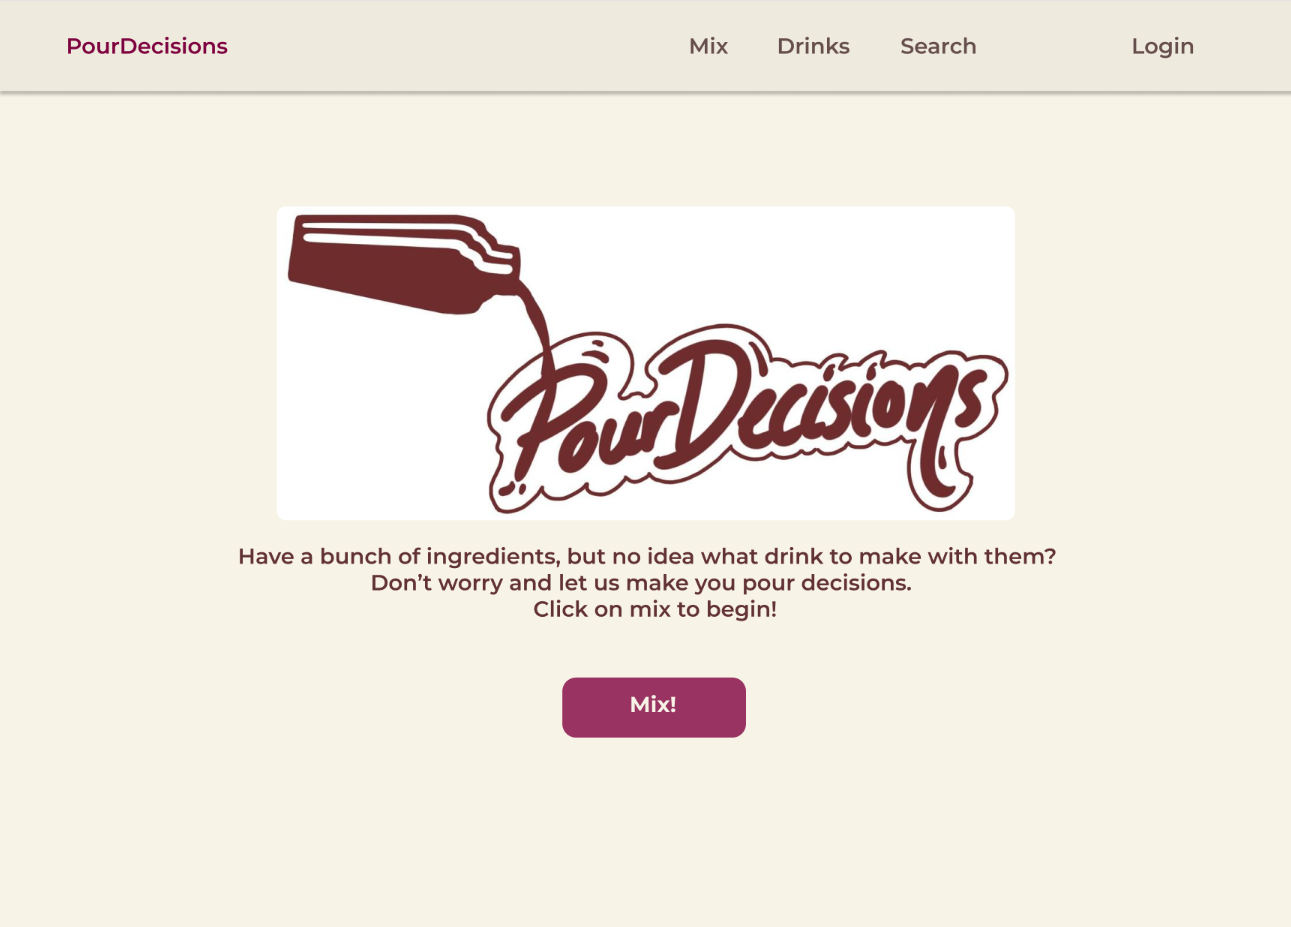 PourDecisions
Mix
Drinks
Search
Login
PourDecisions
Have a bunch of ingredients, but no idea what drink to make with them?
Don’t worry and let us make you pour decisions.
Click on mix to begin!
Mix!